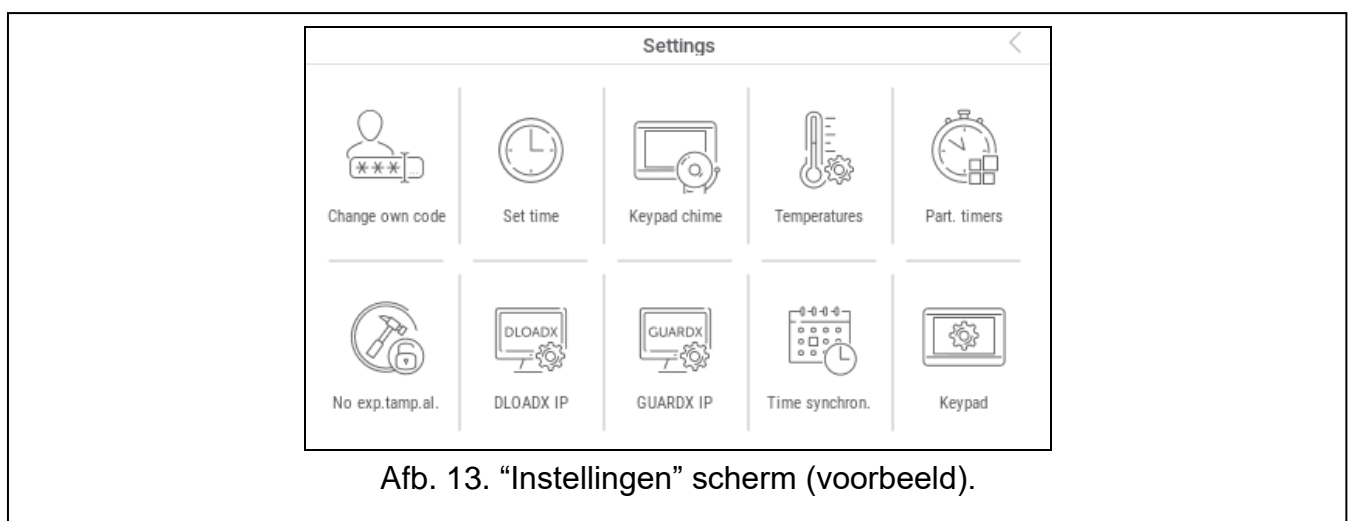 Settings
***
Change own code
Set time
Keypad chime
Temperatures
Part. timers
DLOADX
GUARDX
No exp.tamp.al.
DLOADX IP
GUARDX IP
Time synchron.
Keypad
Afb. 13. “Instellingen” scherm (voorbeeld).